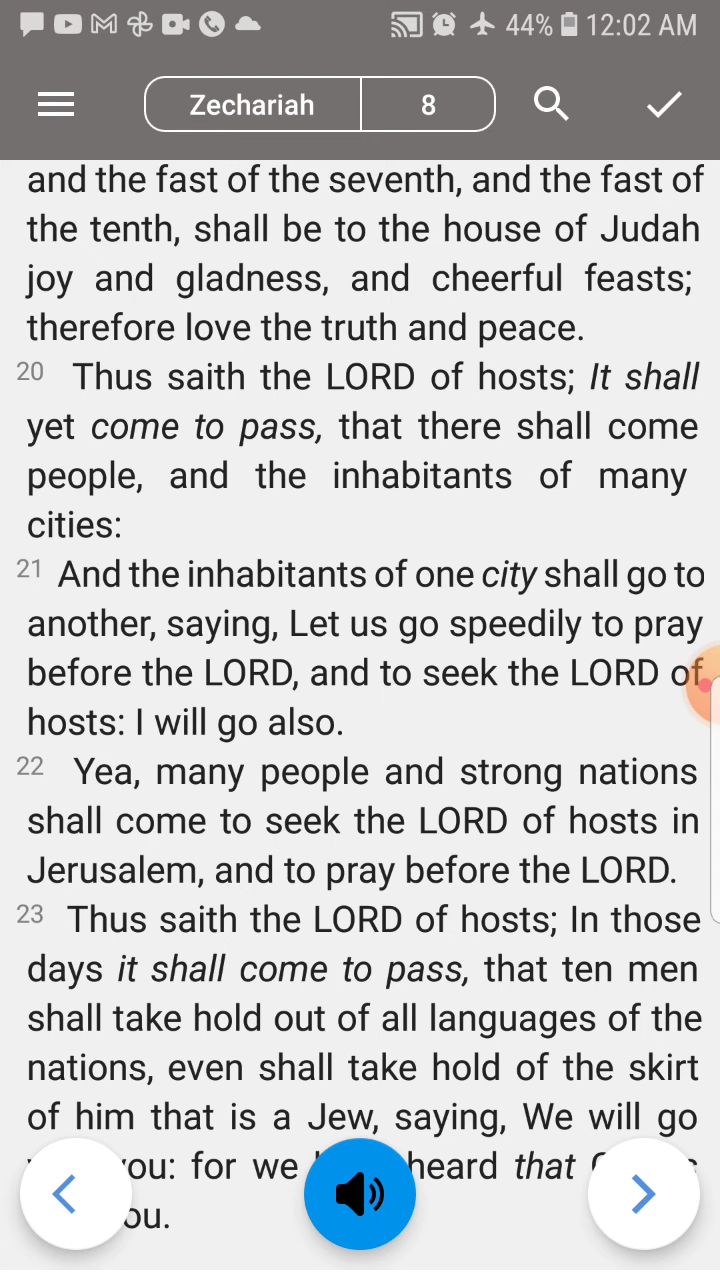 44% 12:02 AM
Zechariah 8
and the fast of the seventh, and the fast of
the tenth, shall be to the house of Judah
joy and gladness, and cheerful feasts;
therefore love the truth and peace.
20 Thus saith the LORD of hosts; It shall
yet come to pass, that there shall come
people, and the inhabitants of many
cities:
21 And the inhabitants of one city shall go to
another, saying, Let us go speedily to pray
before the LORD, and to seek the LORD of
hosts: I will go also.
22 Yea, many people and strong nations
shall come to seek the LORD of hosts in
Jerusalem, and to pray before the LORD.
23 Thus saith the LORD of hosts; In those
days it shall come to pass, that ten men
shall take hold out of all languages of the
nations, even shall take hold of the skirt
of him that is a Jew, saying, We will go
for we heard that